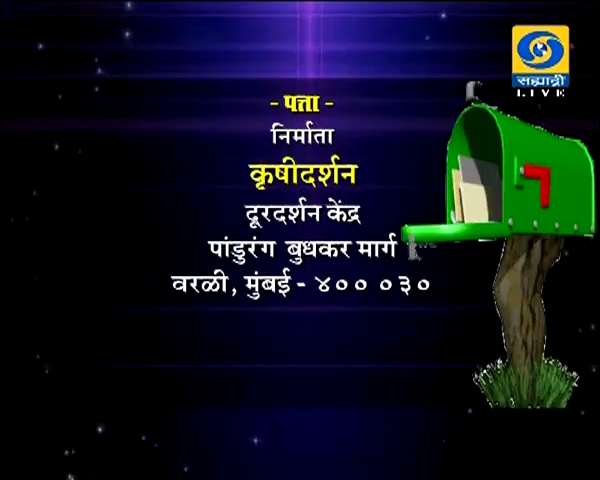 सह्याद्री
LIVE
- पत्ता -
निर्माता
कृषीदर्शन
दूरदर्शन केंद्र
पांडुरंग बुधकर मार्ग
वरळी, मुंबई - ४०० ०३०